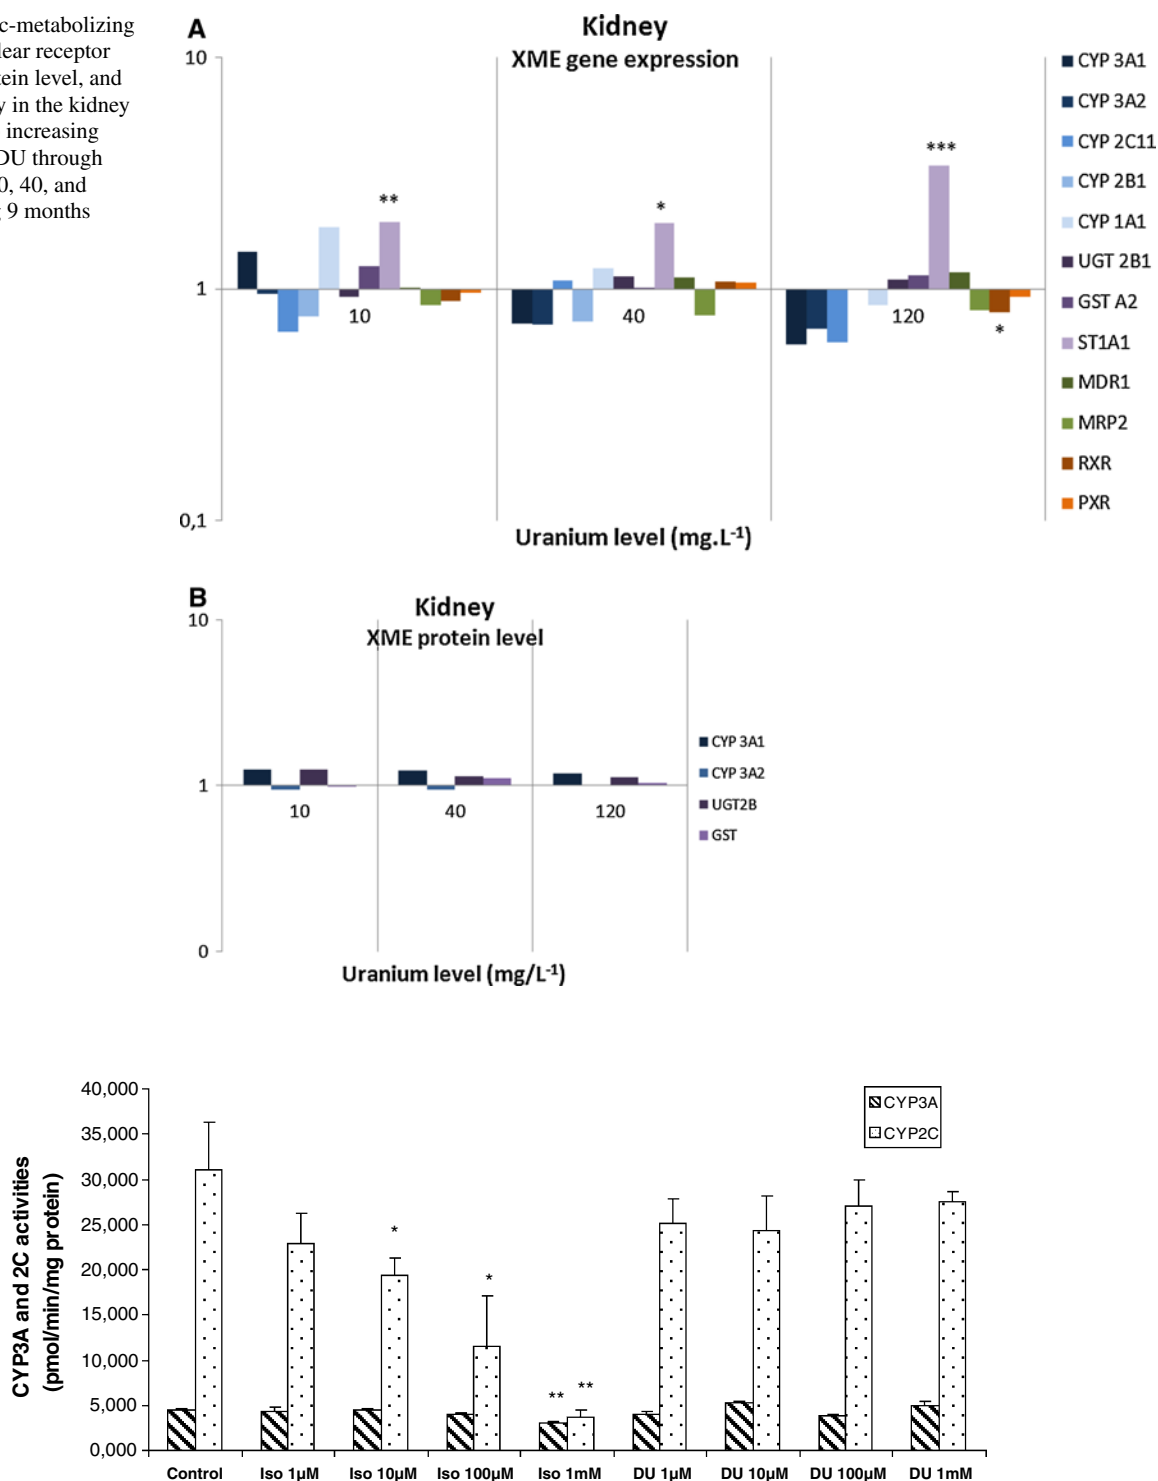 c-metabolizing
lear receptor
tein level, and
y in the kidney
increasing
DU through
0, 40, and
g 9 months
A
Kidney
XME gene expression
10
1
0,1
**
*
***
*
10
40
120
CYP 3A1
CYP 3A2
CYP 2C11
CYP 2B1
CYP 1A1
UGT 2B1
GST A2
ST1A1
MDR1
MRP2
RXR
PXR
Uranium level (mg.L-1)
B
Kidney
XME protein level
10
1
0
10
40
120
CYP 3A1
CYP 3A2
UGT2B
GST
Uranium level (mg/L-1)
CYP3A and 2C activities
(pmol/min/mg protein)
40,000
35,000
30,000
25,000
20,000
15,000
10,000
5,000
0,000
*
*
**
**
CYP3A
CYP2C
Control
Iso 1µM
Iso 10µM
Iso 100µM
Iso 1mM
DU 1µM
DU 10µM
DU 100µM
DU 1mM